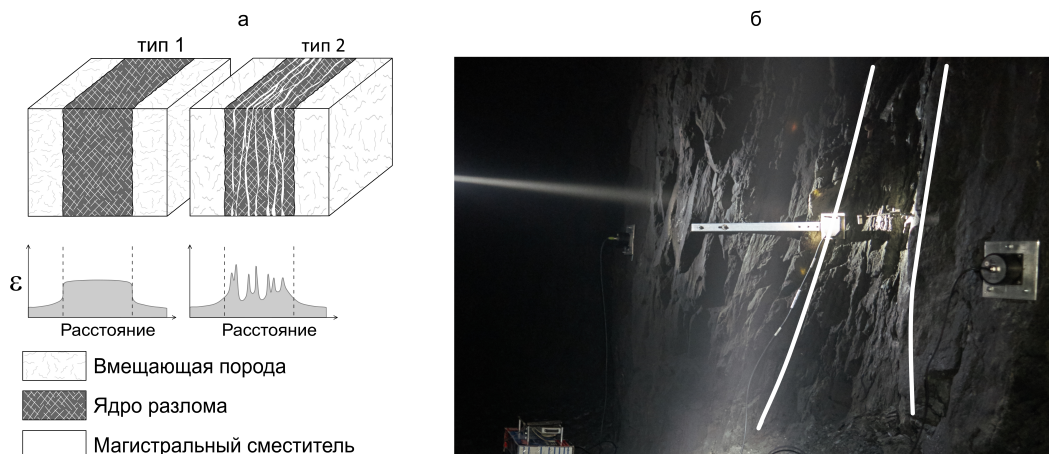 а
б
тип 1
тип 2
ε
Расстояние
Расстояние
Вмещающая порода
Ядро разлома
Магистральный сместитель